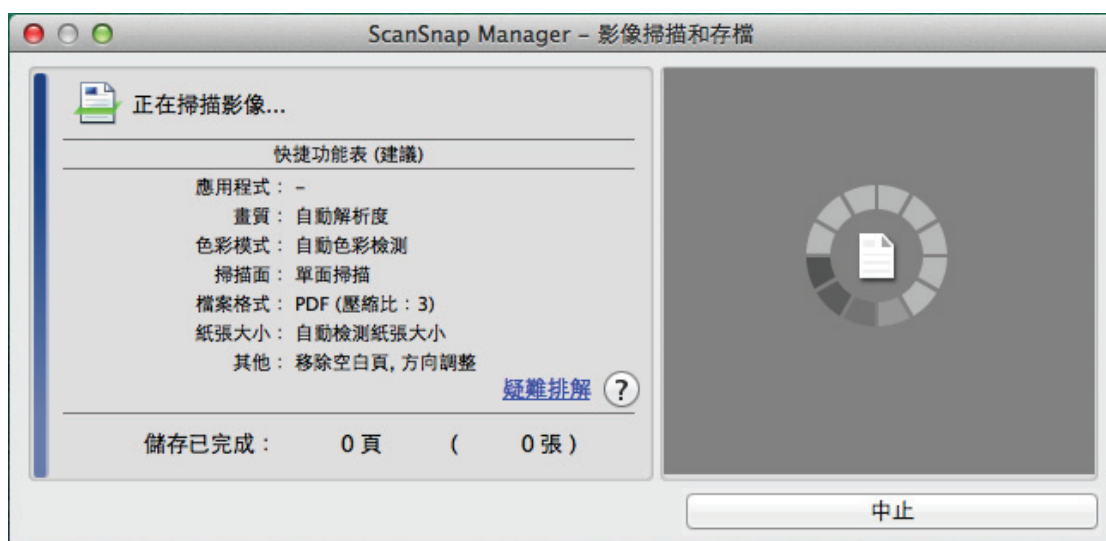 ScanSnap Manager – 影像掃描和存檔
正在掃描影像...
快捷功能表 (建議)
應用程式： –
畫質： 自動解析度
色彩模式： 自動色彩檢測
掃描面： 單面掃描
檔案格式： PDF (壓縮比：3)
紙張大小： 自動檢測紙張大小
其他： 移除空白頁, 方向調整
疑難排解 ?
儲存已完成： 0 頁 ( 0 張 )
中止